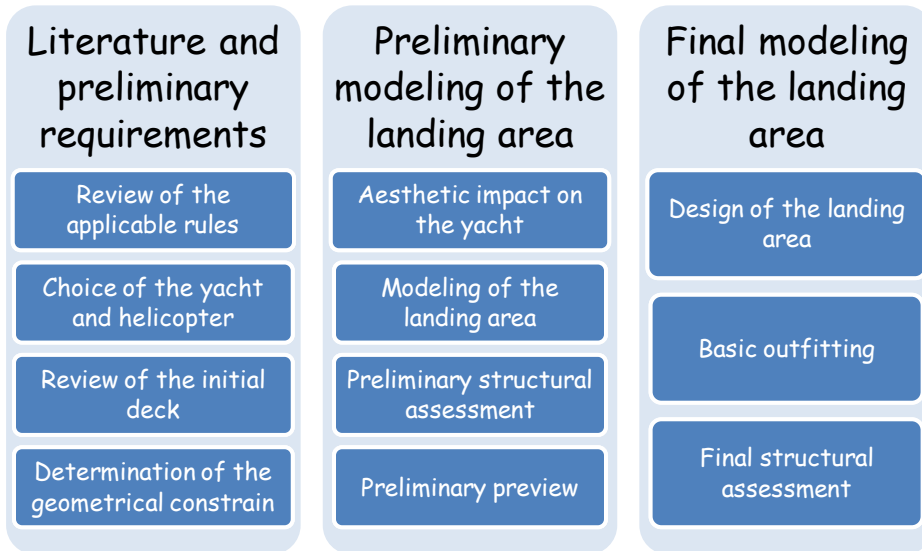 Literature and
preliminary
requirements
Review of the
applicable rules
Choice of the yacht
and helicopter
Review of the initial
deck
Determination of the
geometrical constrain
Preliminary
modeling of the
landing area
Aesthetic impact on
the yacht
Modeling of the
landing area
Preliminary structural
assessment
Preliminary preview
Final modeling
of the landing
area
Design of the landing
area
Basic outfitting
Final structural
assessment